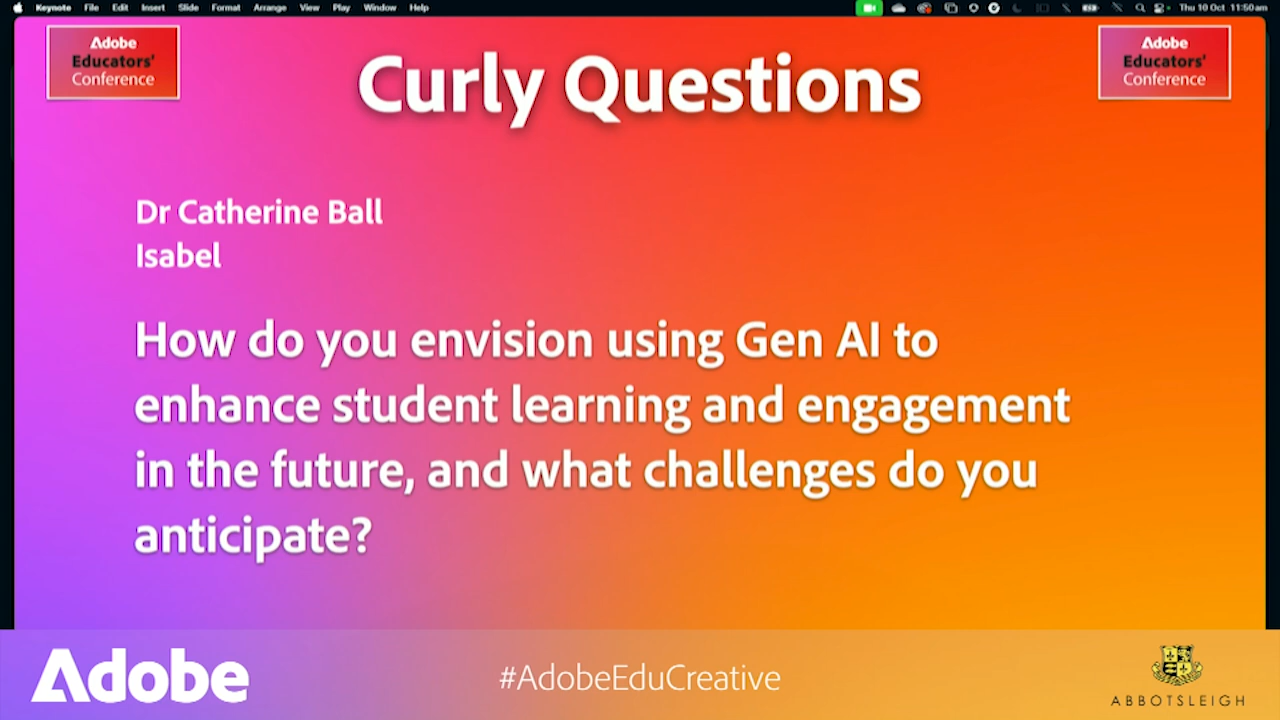 Keynote File Edit Insert Slide Format Arrange View Play Window Help Thu 10 Oct 11:50am
Adobe
Educators'
Conference
Curly Questions
Adobe
Educators'
Conference
Dr Catherine Ball
Isabel
How do you envision using Gen AI to
enhance student learning and engagement
in the future, and what challenges do you
anticipate?
Adobe
#AdobeEduCreative
ABBOTSLEIGH